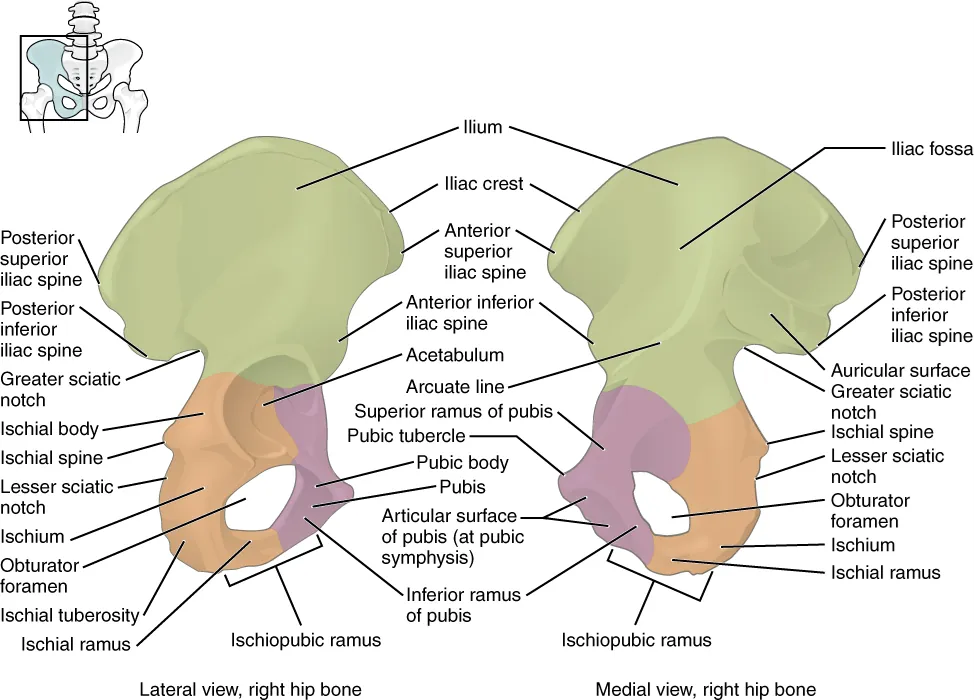 Ilium
Iliac fossa
Iliac crest
Posterior
superior
iliac spine
Anterior
superior
iliac spine
Posterior
superior
iliac spine
Posterior
inferior
iliac spine
Anterior inferior
iliac spine
Posterior
inferior
iliac spine
Acetabulum
Greater sciatic
notch
Arcuate line
Auricular surface
Greater sciatic
notch
Superior ramus of pubis
Ischial body
Pubic tubercle
Ischial spine
Ischial spine
Pubic body
Lesser sciatic
notch
Lesser sciatic
notch
Pubis
Articular surface
of pubis (at pubic
symphysis)
Obturator
foramen
Ischium
Ischium
Obturator
foramen
Ischial ramus
Inferior ramus
of pubis
Ischial tuberosity
Ischial ramus
Ischiopubic ramus
Ischiopubic ramus
Lateral view, right hip bone
Medial view, right hip bone